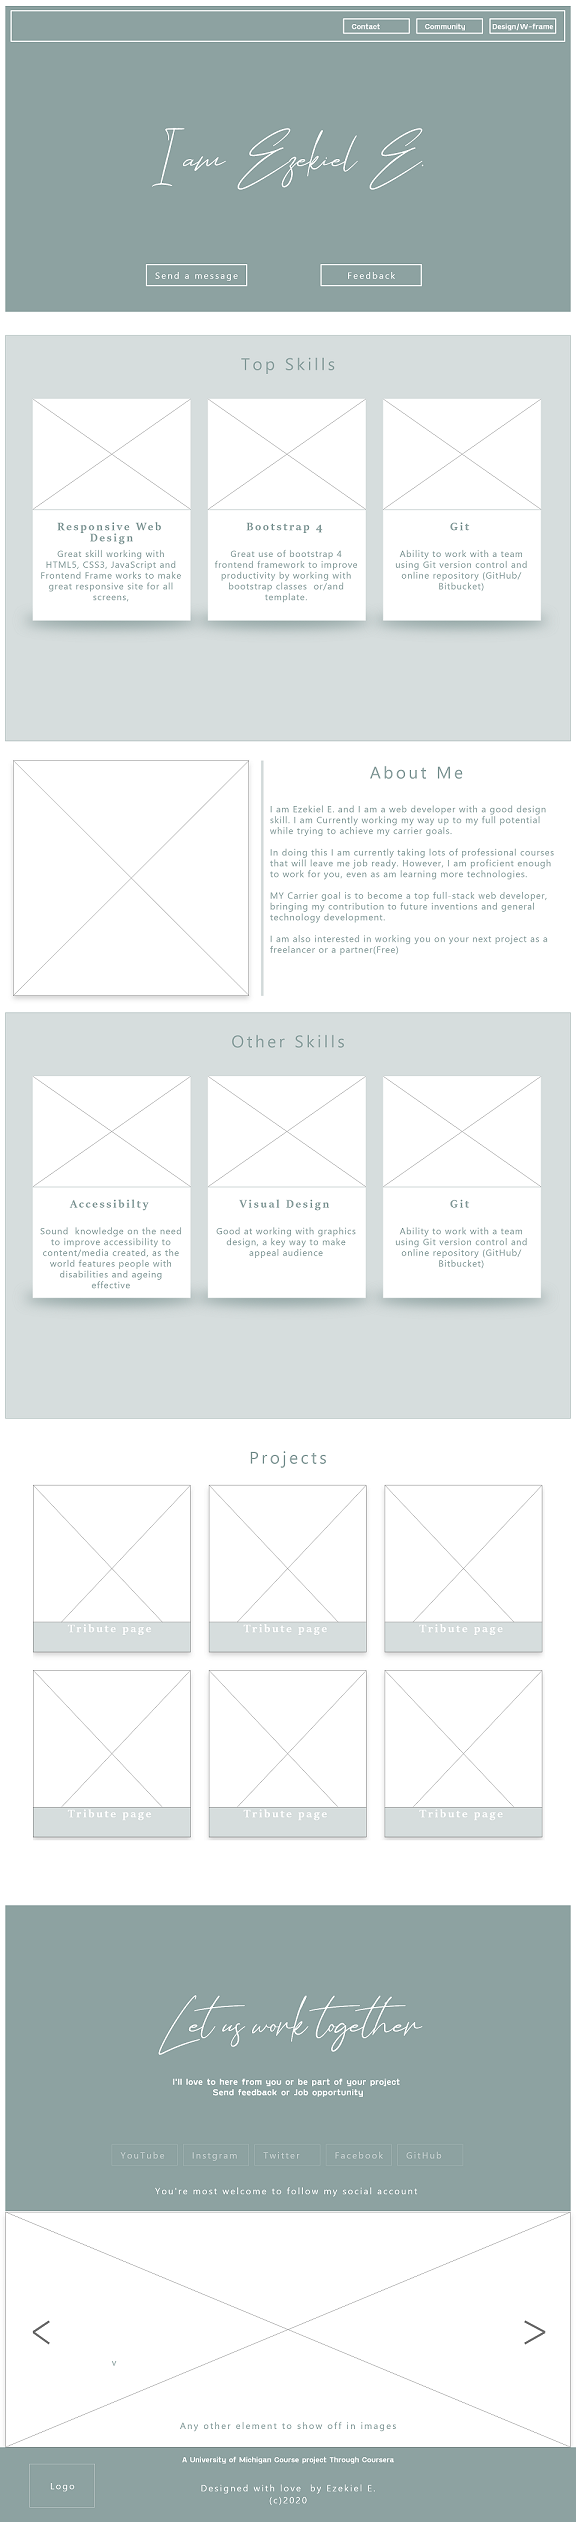 Contact
Community
Design/W-frame
I am Ezekiel E.
Send a message
Feedback
Top Skills
Responsive Web
Design
Great skill working with
HTML5, CSS3, JavaScript and
Frontend Frame works to make
great responsive site for all
screens,
Bootstrap 4
Great use of bootstrap 4
frontend framework to improve
productivity by working with
bootstrap classes  or/and
template.
Git
Ability to work with a team
using Git version control and
online repository (GitHub/
Bitbucket)
About Me
I am Ezekiel E. and I am a web developer with a good design
skill. I am Currently working my way up to my full potential
while trying to achieve my carrier goals.
In doing this I am currently taking lots of professional courses
that will leave me job ready. However, I am proficient enough
to work for you, even as am learning more technologies.
MY Carrier goal is to become a top full-stack web developer,
bringing my contribution to future inventions and general
technology development.
I am also interested in working you on your next project as a
freelancer or a partner(Free)
Other Skills
Accessibilty
Sound  knowledge on the need
to improve accessibility to
content/media created, as the
world features people with
disabilities and ageing
effective
Visual Design
Good at working with graphics
design, a key way to make
appeal audience
Git
Ability to work with a team
using Git version control and
online repository (GitHub/
Bitbucket)
Projects
Tribute page
Tribute page
Tribute page
Tribute page
Tribute page
Tribute page
Let us work together
I'll love to here from you or be part of your project
Send feedback or Job opportunity
YouTube
Instgram
Twitter
Facebook
GitHub
You're most welcome to follow my social account
<
>
v
Any other element to show off in images
A University of Michigan Course project Through Coursera
Logo
Designed with love  by Ezekiel E.
(c)2020